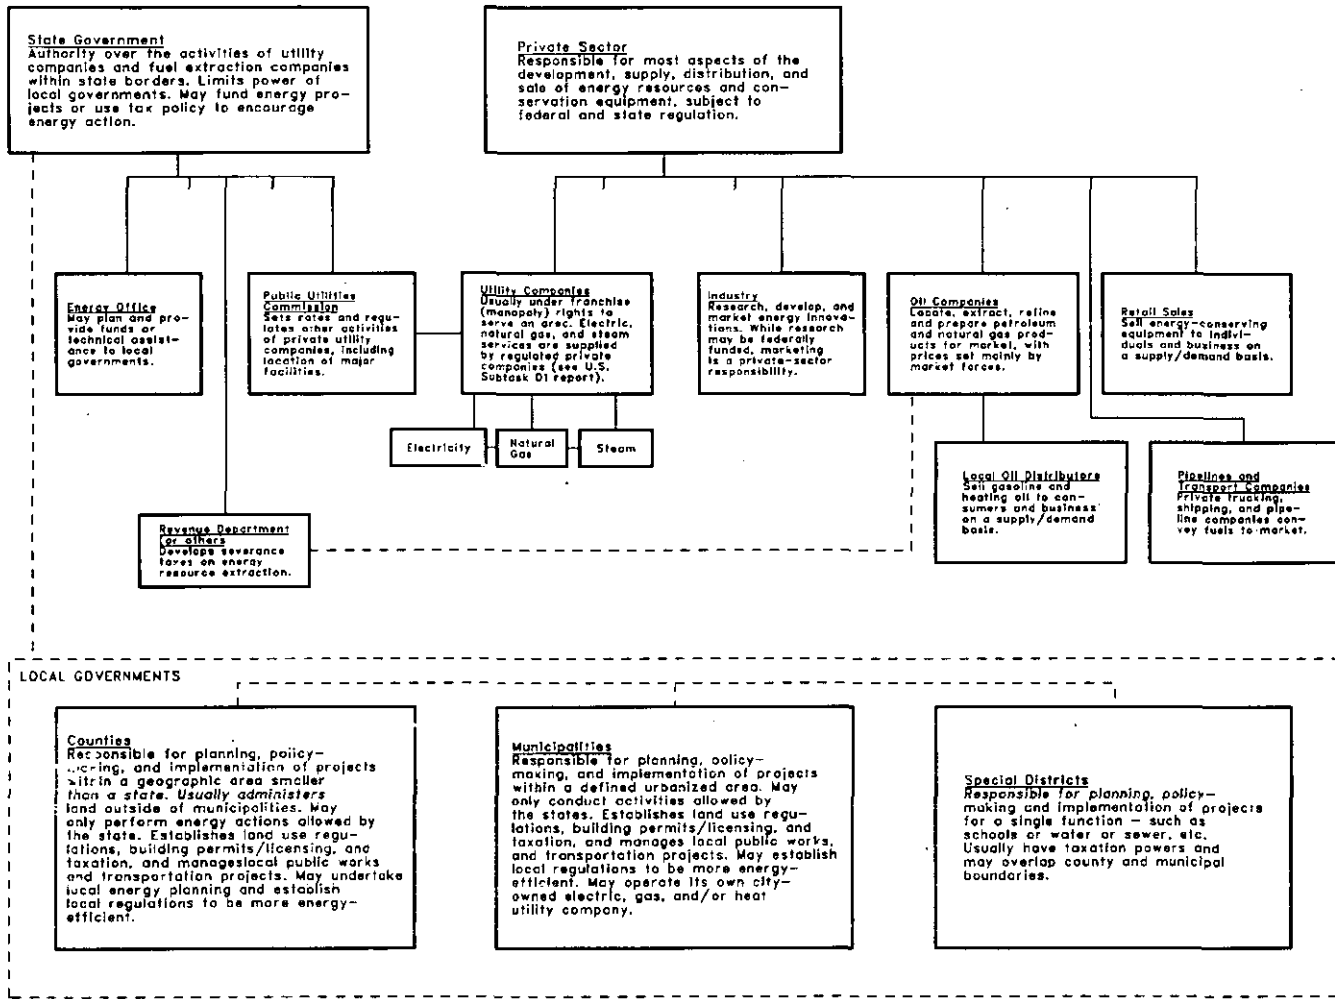 State Government
Authority over the activities of utility
companies and fuel extraction companies
within state borders. Limits power of
local governments. May fund energy pro-
jects or use tax policy to encourage
energy action.
Private Sector
Responsible for most aspects of the
development, supply, distribution, and
sale of energy resources and con-
servation equipment, subject to
federal and state regulation.
Energy Office
May plan and pro-
vide funds or
technical assist-
ance to local
governments.
Public Utilities
Commission
Sets rates and regu-
lates other activities
of private utility
companies, including
location of major
facilities.
Utility Companies
Usually under franchise
(monopoly) rights to
serve an area. Electric,
natural gas, and steam
services are supplied
by regulated private
companies (see U.S.
Subtask D1 report).
Industry
Research, develop, and
market energy innova-
tions. While research
may be federally
funded, marketing
is a private-sector
responsibility.
Oil Companies
Locate, extract, refine
and prepare petroleum
and natural gas prod-
ucts for market, with
prices set mainly by
market forces.
Retail Sales
Sell energy-conserving
equipment to indivi-
duals and business on
a supply/demand basis.
Electricity
Natural
Gas
Steam
Local Oil Distributors
Sell gasoline and
heating oil to con-
sumers and business
on a supply/demand
basis.
Pipelines and
Transport Companies
Private trucking,
shipping, and pipe-
line companies con-
vey fuels to market.
Revenue Department
(or others
Develops severance
taxes on energy
resource extraction.
LOCAL GOVERNMENTS
Counties
Responsible for planning, policy-
and implementation of projects
within a geographic area smaller
than a state. Usually administers
land outside of municipalities. May
only perform energy actions allowed by
the state. Establishes land use regu-
lations, building permits/licensing, and
taxation, and manageslocal public works
and transportation projects. May undertake
local energy planning and establish
local regulations to be more energy-
efficient.
Municipalities
Responsible for planning, policy-
making, and implementation of projects
within a defined urbanized area. May
only conduct activities allowed by
the states. Establishes land use regu-
lations, building permits/licensing, and
taxation, and manages local public works,
and transportation projects. May establish
local regulations to be more energy-
efficient. May operate its own city-
owned electric, gas, and/or heat
utility company.
Special Districts
Responsible for planning, policy-
making and implementation of projects
for a single function - such as
schools or water or sewer, etc.
Usually have taxation powers and
may overlap county and municipal
boundaries.